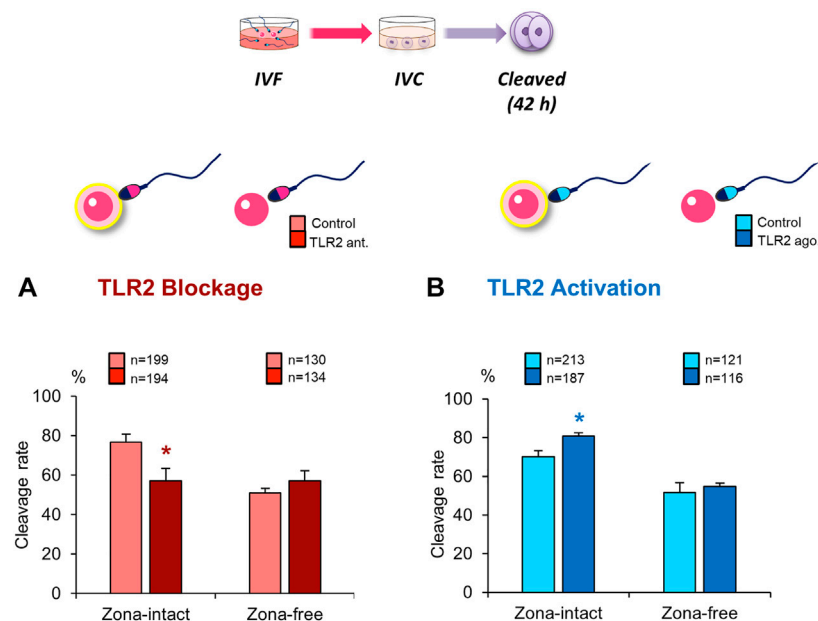 IVF
IVC
Cleaved
(42 h)
Control
TLR2 ant.
Control
TLR2 ago
A TLR2 Blockage
n=199
n=194
n=130
n=134
%
100
80
60
40
20
0
Cleavage rate
*
Zona-intact Zona-free
B TLR2 Activation
n=213
n=187
n=121
n=116
%
100
80
60
40
20
0
Cleavage rate
*
Zona-intact Zona-free